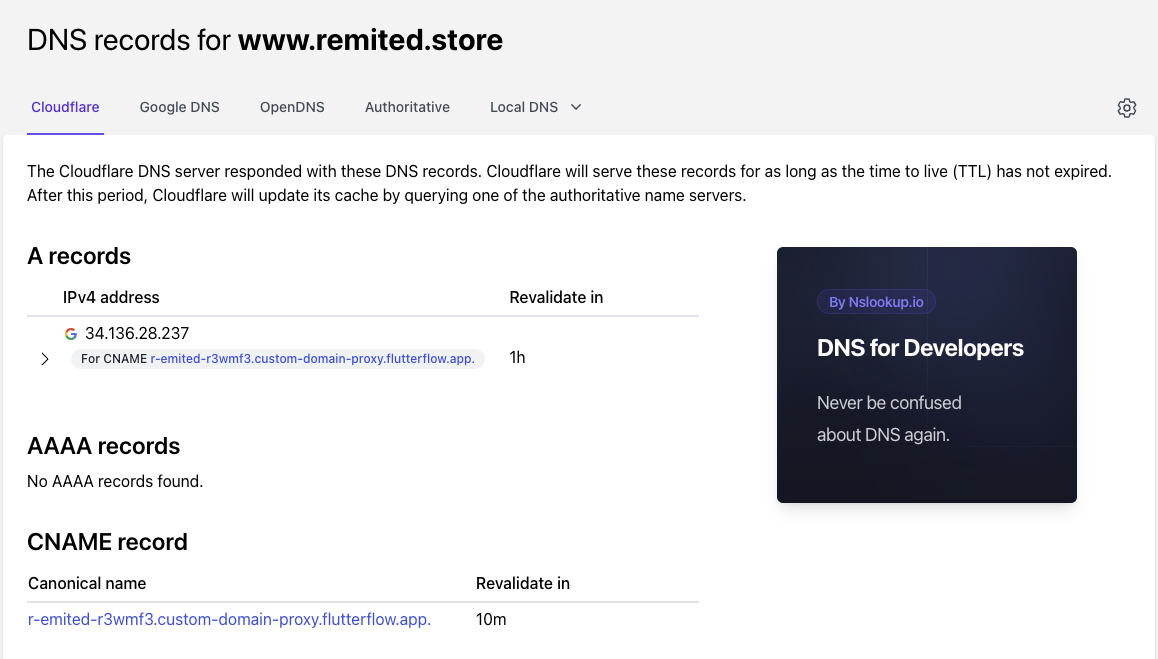 DNS records for www.remited.store
Cloudflare Google DNS OpenDNS Authoritative Local DNS
The Cloudflare DNS server responded with these DNS records. Cloudflare will serve these records for as long as the time to live (TTL) has not expired.
After this period, Cloudflare will update its cache by querying one of the authoritative name servers.
A records
IPv4 address Revalidate in
34.136.28.237
For CNAME r-emited-r3wmf3.custom-domain-proxy.flutterflow.app. 1h
By Nslookup.io
DNS for Developers
Never be confused
about DNS again.
AAAA records
No AAAA records found.
CNAME record
Canonical name Revalidate in
r-emited-r3wmf3.custom-domain-proxy.flutterflow.app. 10m